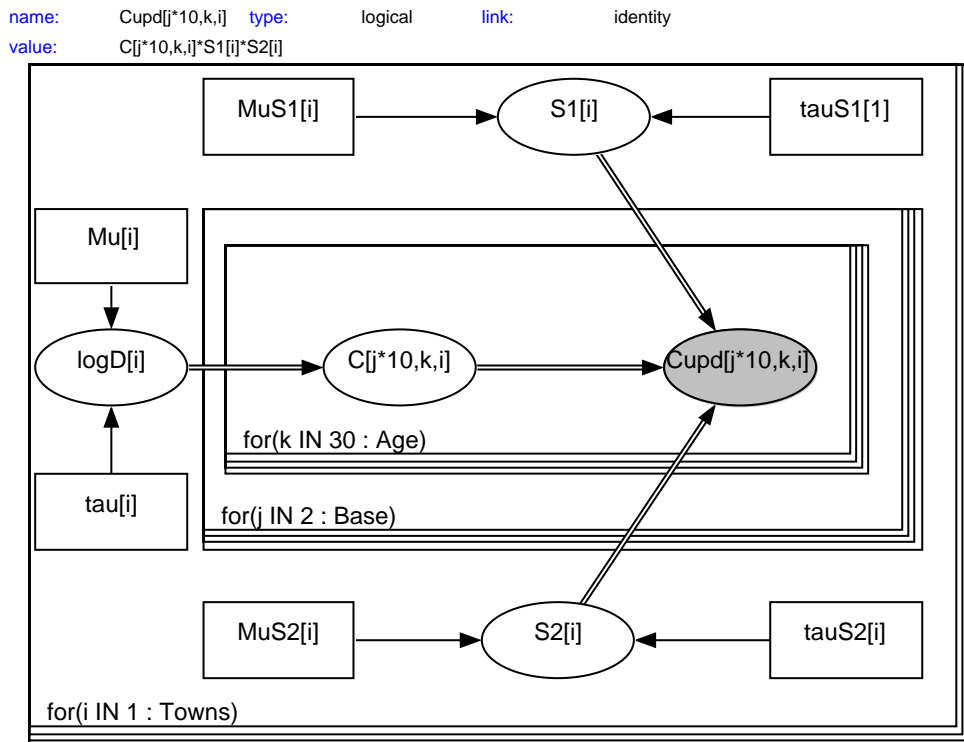 name: Cupd[j*10,k,i] type: logical link: identity
value: C[j*10,k,i]*S1[i]*S2[i]
MuS1[i] S1[i] tauS1[1]
Mu[i]
logD[i] C[j*10,k,i] Cupd[j*10,k,i]
for(k IN 30 : Age)
tau[i]
for(j IN 2 : Base)
MuS2[i] S2[i] tauS2[i]
for(i IN 1 : Towns)